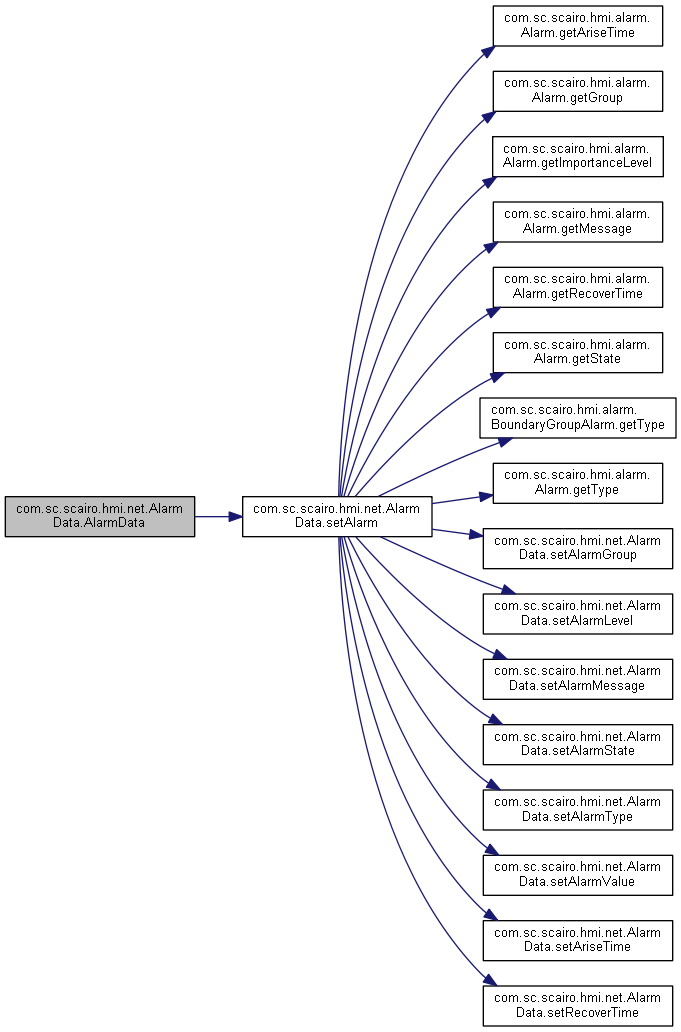 com.sc.scairo.hmi.alarm.
Alarm.getAriseTime
com.sc.scairo.hmi.alarm.
Alarm.getGroup
com.sc.scairo.hmi.alarm.
Alarm.getImportanceLevel
com.sc.scairo.hmi.alarm.
Alarm.getMessage
com.sc.scairo.hmi.alarm.
Alarm.getRecoverTime
com.sc.scairo.hmi.alarm.
Alarm.getState
com.sc.scairo.hmi.alarm.
BoundaryGroupAlarm.getType
com.sc.scairo.hmi.alarm.
Alarm.getType
com.sc.scairo.hmi.net.Alarm
Data.AlarmData
com.sc.scairo.hmi.net.Alarm
Data.setAlarm
com.sc.scairo.hmi.net.Alarm
Data.setAlarmGroup
com.sc.scairo.hmi.net.Alarm
Data.setAlarmLevel
com.sc.scairo.hmi.net.Alarm
Data.setAlarmMessage
com.sc.scairo.hmi.net.Alarm
Data.setAlarmState
com.sc.scairo.hmi.net.Alarm
Data.setAlarmType
com.sc.scairo.hmi.net.Alarm
Data.setAlarmValue
com.sc.scairo.hmi.net.Alarm
Data.setAriseTime
com.sc.scairo.hmi.net.Alarm
Data.setRecoverTime